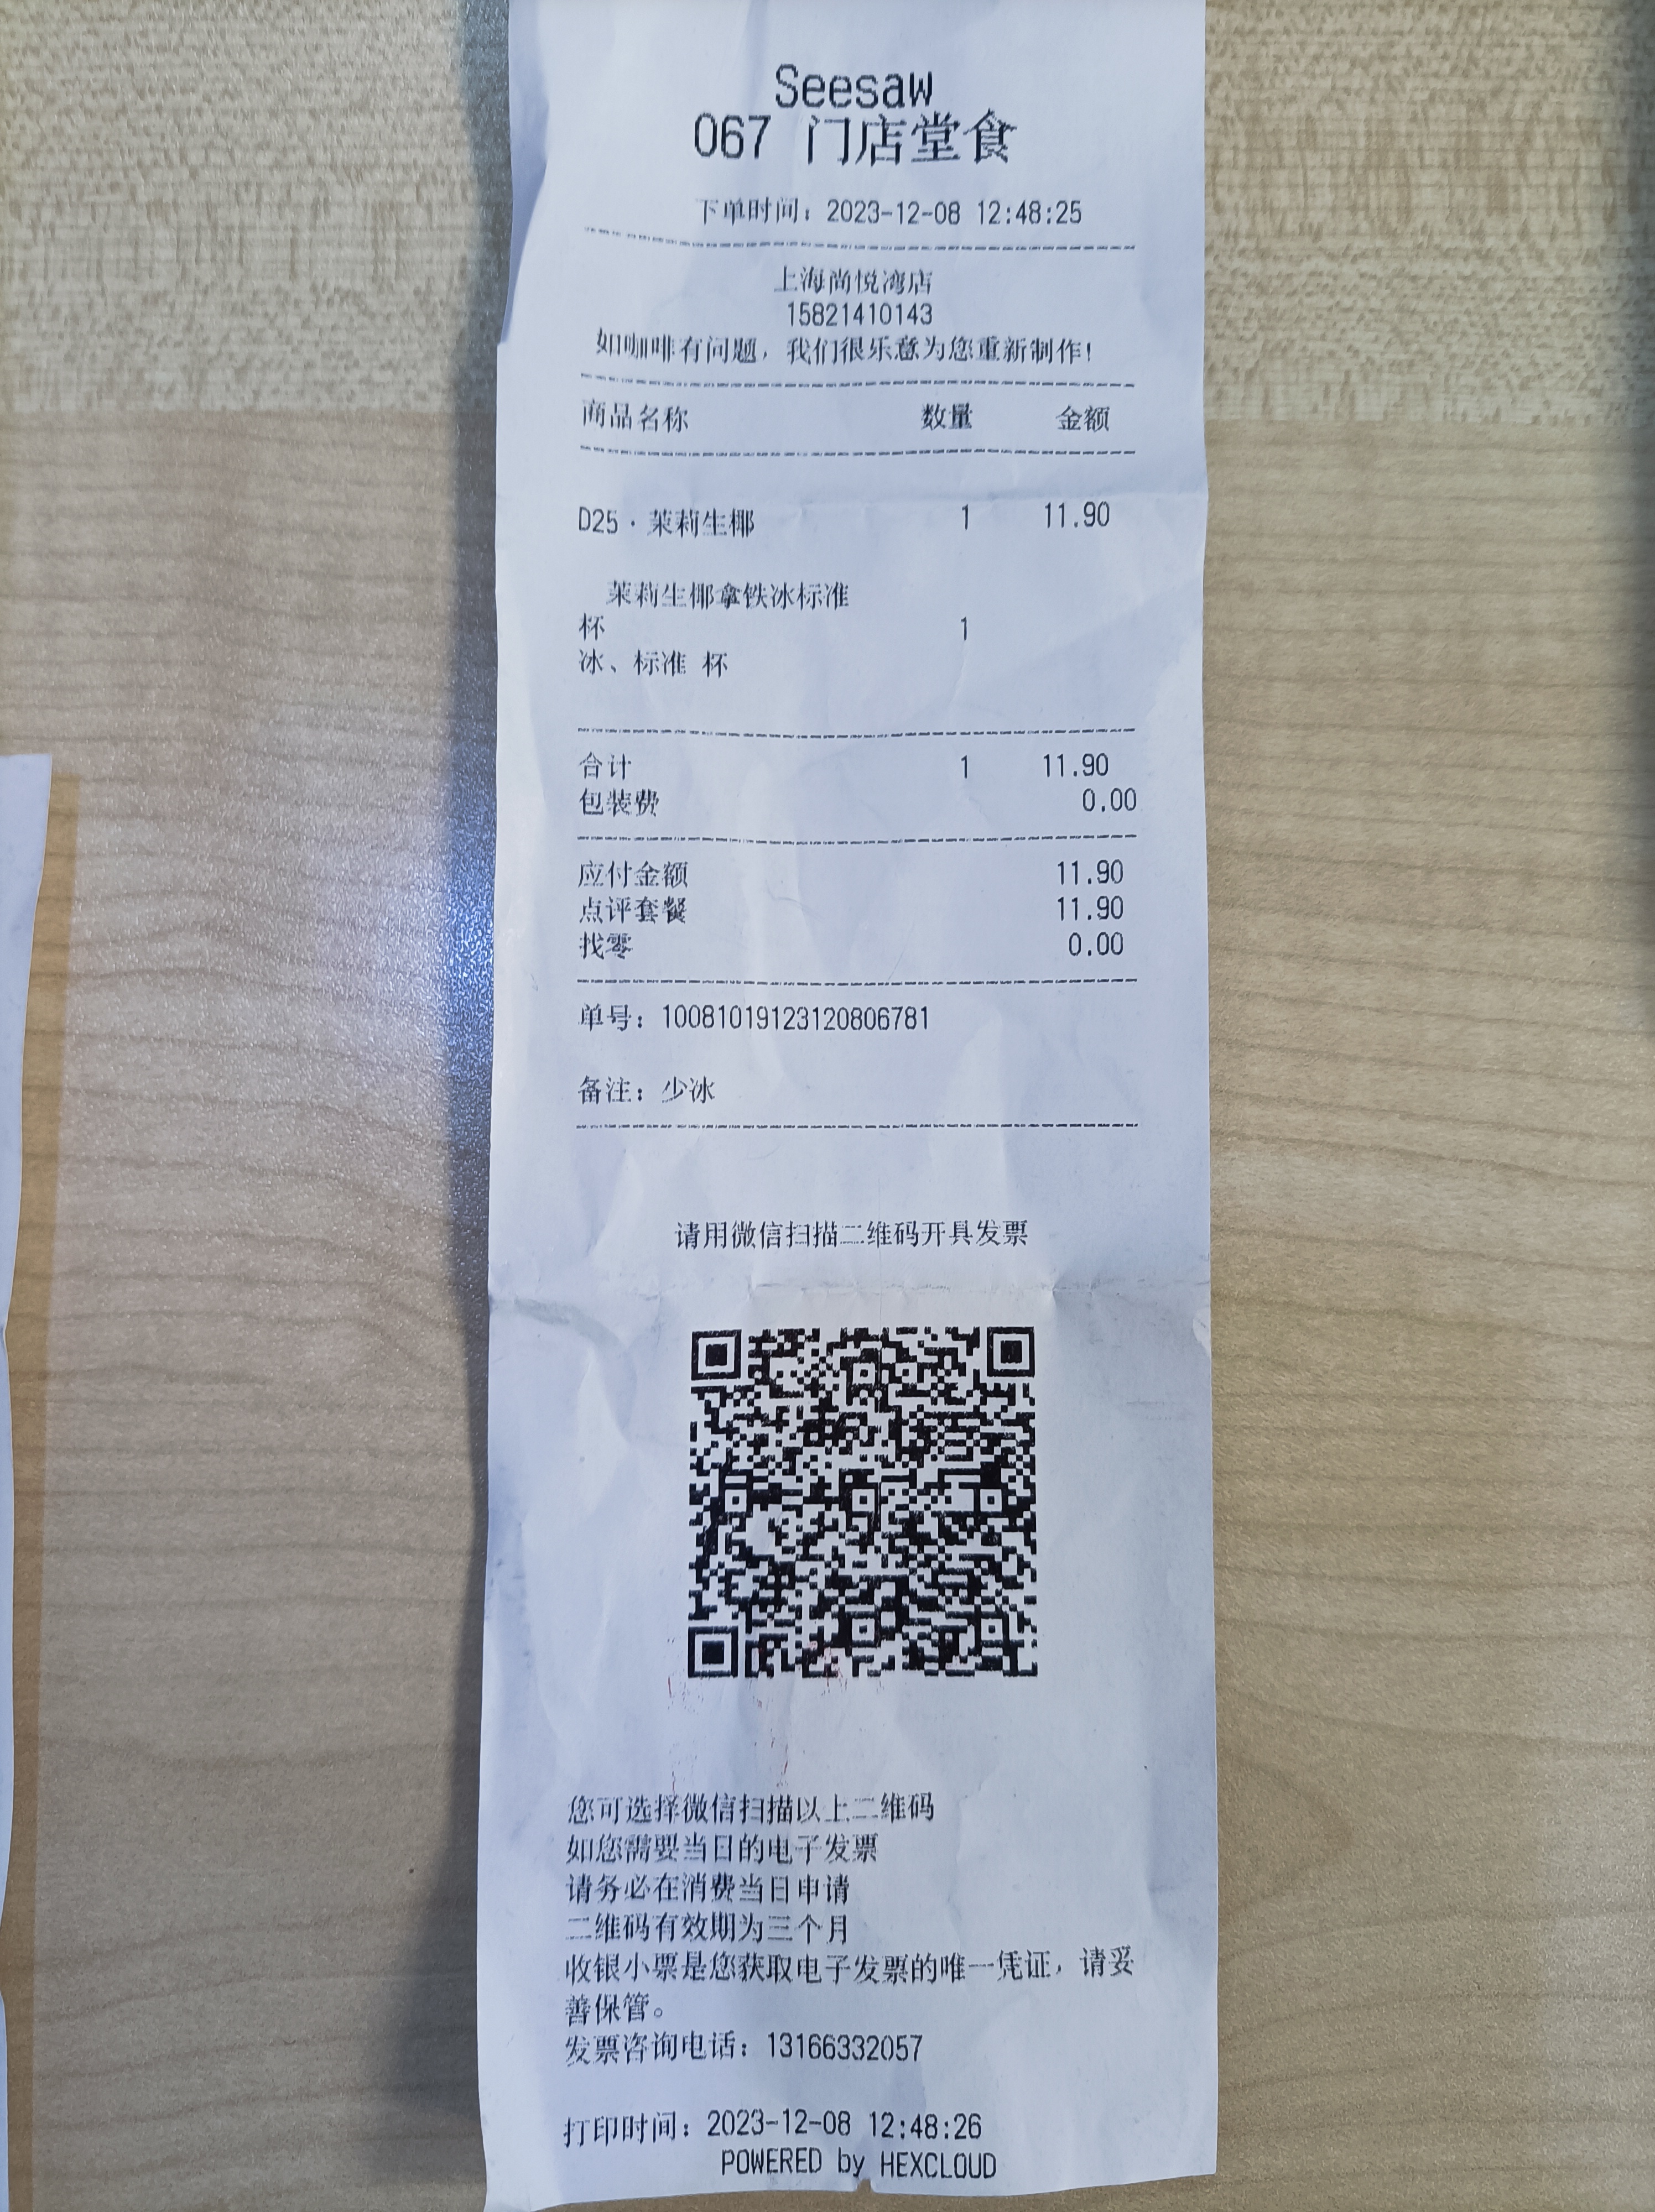 Seesaw
067 门店堂食
下单时间：2023-12-08 12:48:25
上海尚悦湾店
15821410143
如咖啡有问题，我们很乐意为您重新制作！
商品名称 数量 金额
D25·茉莉生椰 1 11.90
茉莉生椰拿铁冰标准
杯 1
冰、标准 杯
合计 1 11.90
包装费 0.00
应付金额 11.90
点评套餐 11.90
找零 0.00
单号：10081019123120806781
备注：少冰
请用微信扫描二维码开具发票
您可选择微信扫描以上二维码
如您需要当日的电子发票
请务必在消费当日申请
二维码有效期为三个月
收银小票是您获取电子发票的唯一凭证，请妥
善保管。
发票咨询电话：13166332057
打印时间：2023-12-08 12:48:26
POWERED by HEXCLOUD